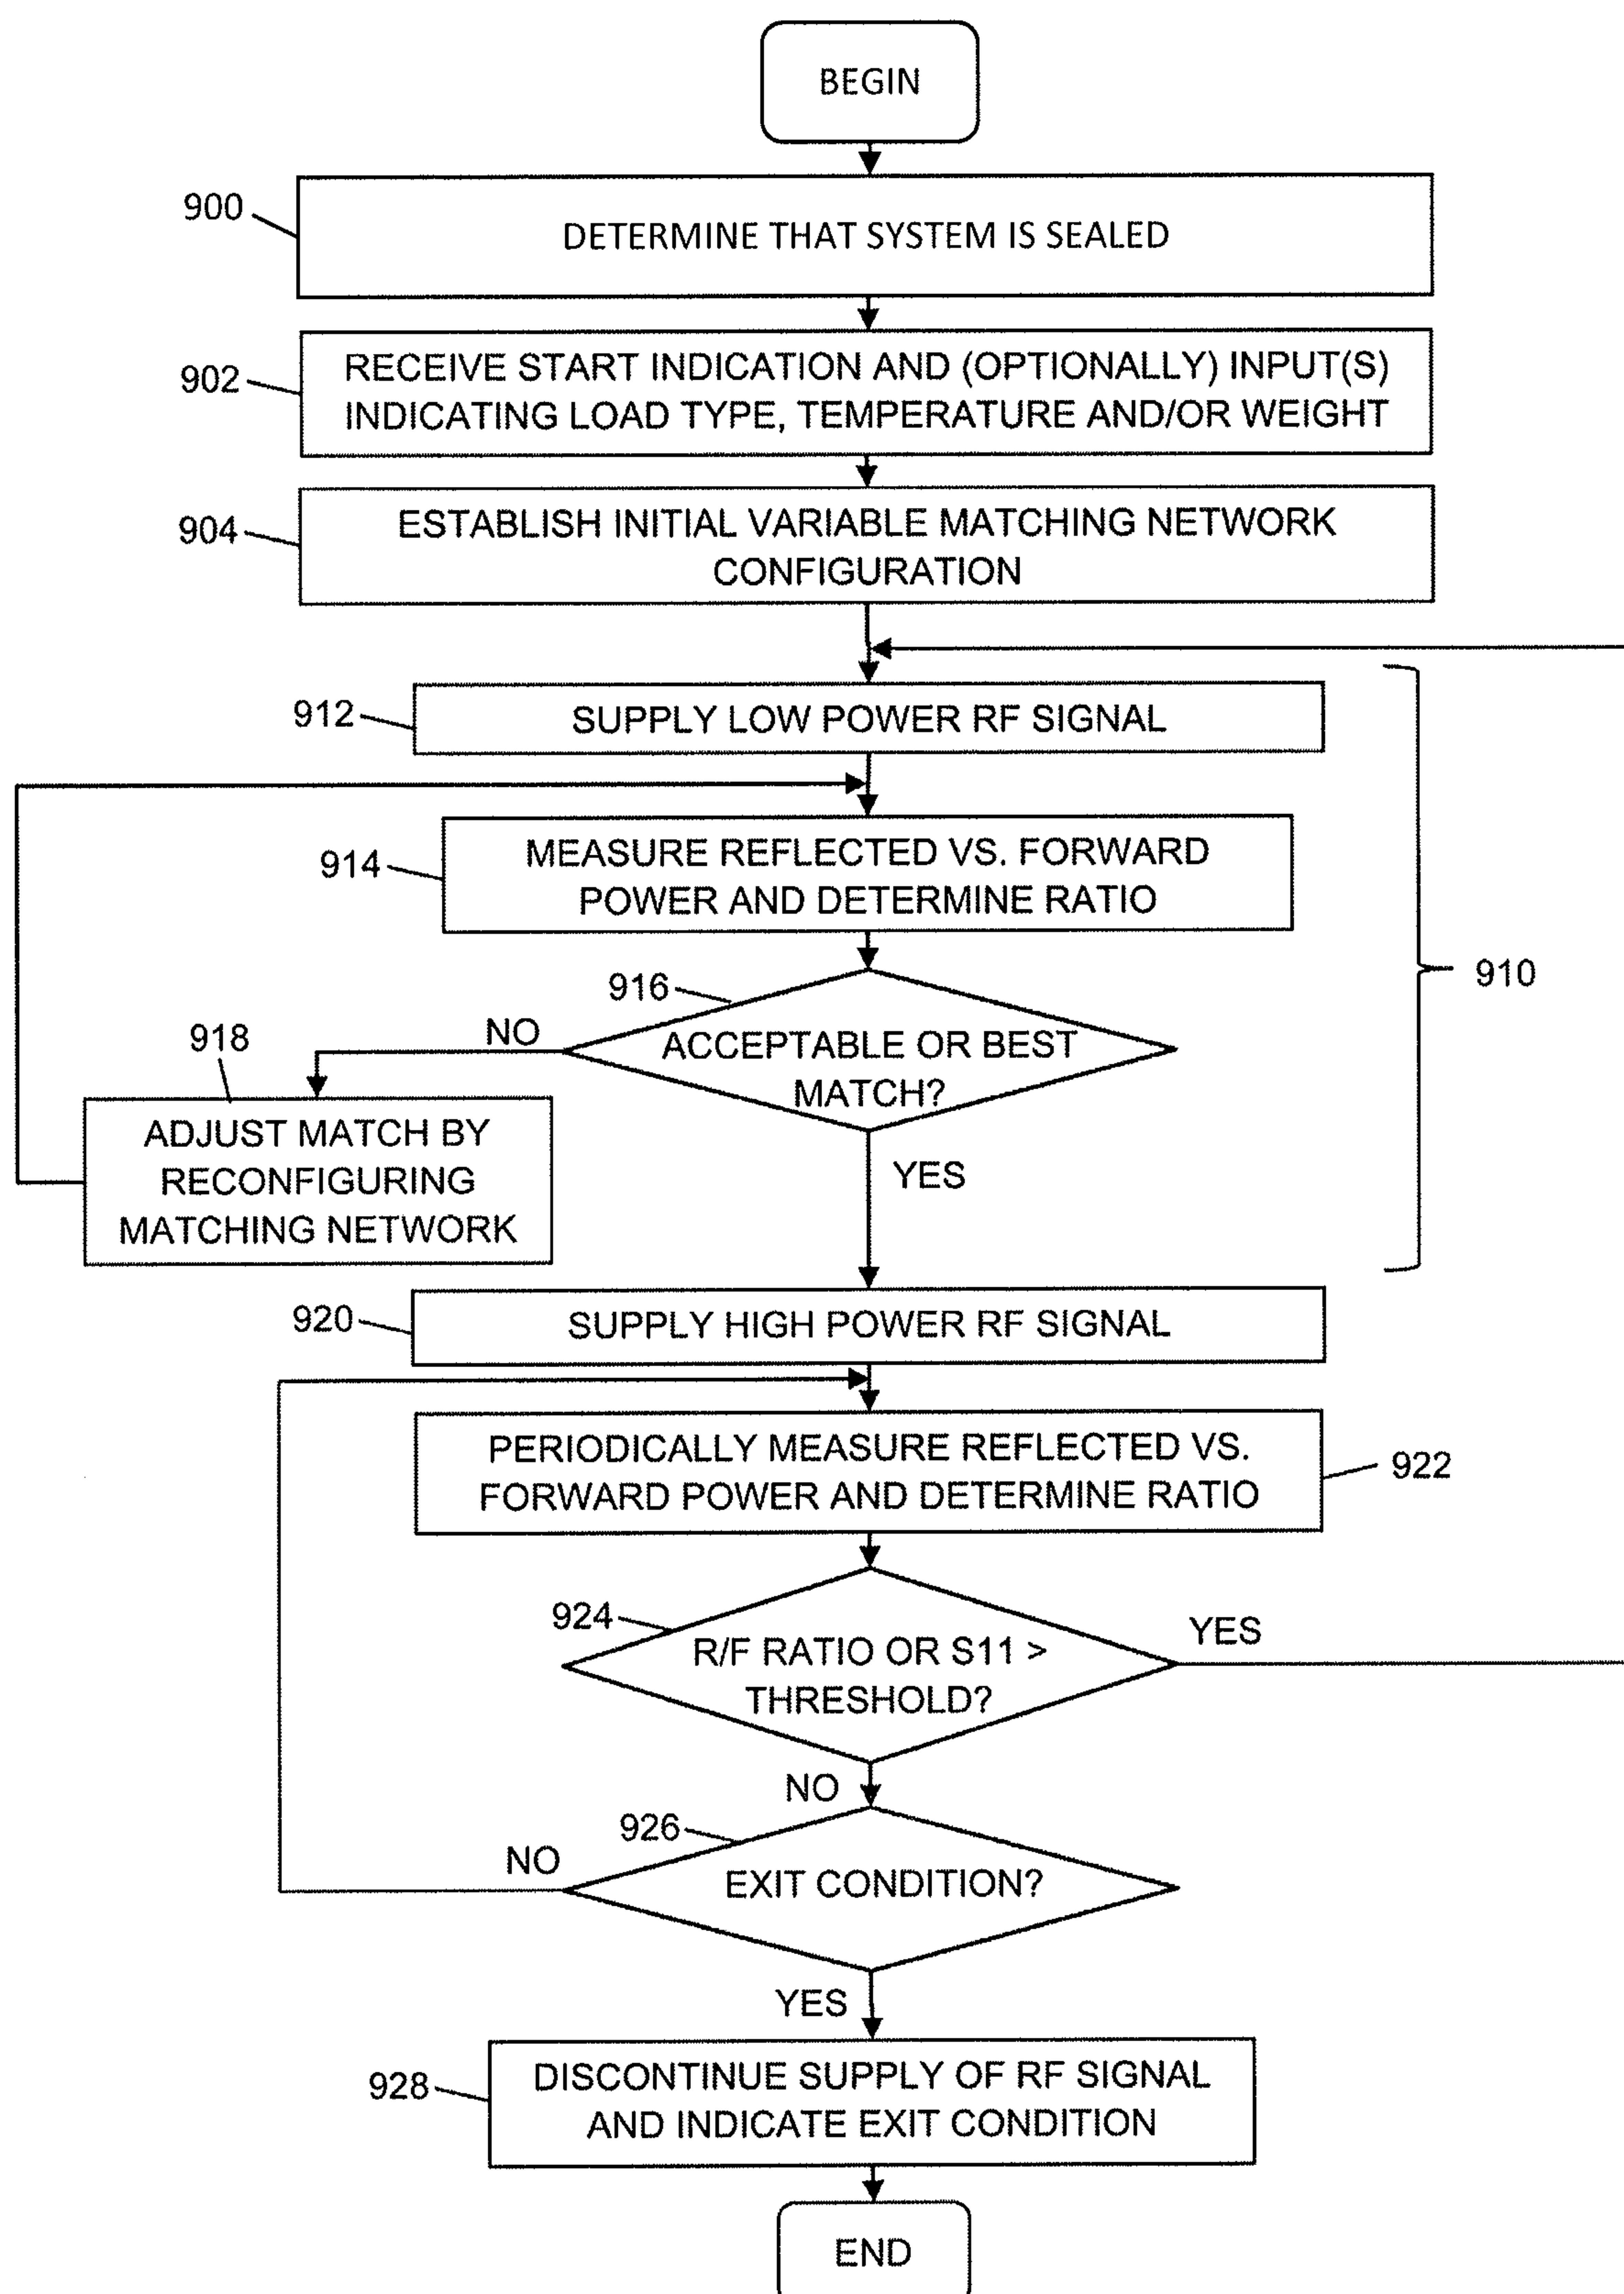 BEGIN
900
DETERMINE THAT SYSTEM IS SEALED
902
RECEIVE START INDICATION AND (OPTIONALLY) INPUT(S)
INDICATING LOAD TYPE, TEMPERATURE AND/OR WEIGHT
904
ESTABLISH INITIAL VARIABLE MATCHING NETWORK
CONFIGURATION
912
SUPPLY LOW POWER RF SIGNAL
914
MEASURE REFLECTED VS. FORWARD
POWER AND DETERMINE RATIO
910
916
ACCEPTABLE OR BEST
MATCH?
NO
918
ADJUST MATCH BY
RECONFIGURING
MATCHING NETWORK
YES
920
SUPPLY HIGH POWER RF SIGNAL
PERIODICALLY MEASURE REFLECTED VS.
FORWARD POWER AND DETERMINE RATIO
922
924
R/F RATIO OR S11 >
THRESHOLD?
YES
NO
926
EXIT CONDITION?
NO
YES
928
DISCONTINUE SUPPLY OF RF SIGNAL
AND INDICATE EXIT CONDITION
END